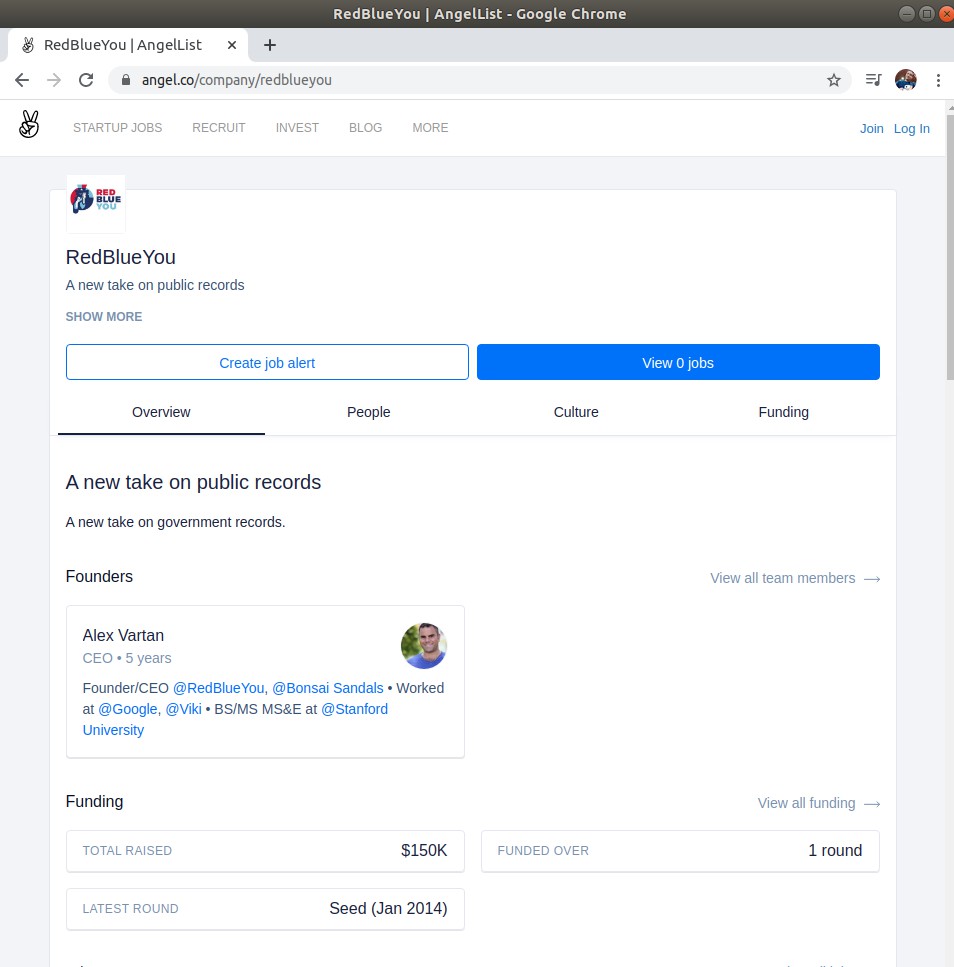 RedBlueYou | AngelList - Google Chrome
RedBlueYou | AngelList
angel.co/company/redblueyou
STARTUP JOBS RECRUIT INVEST BLOG MORE Join Log In
RED
BLUE
YOU
RedBlueYou
A new take on public records
SHOW MORE
Create job alert View 0 jobs
Overview People Culture Funding
A new take on public records
A new take on government records.
Founders View all team members →
Alex Vartan
CEO • 5 years
Founder/CEO @RedBlueYou, @Bonsai Sandals • Worked
at @Google, @Viki • BS/MS MS&E at @Stanford
University
Funding View all funding →
TOTAL RAISED $150K FUNDED OVER 1 round
LATEST ROUND Seed (Jan 2014)